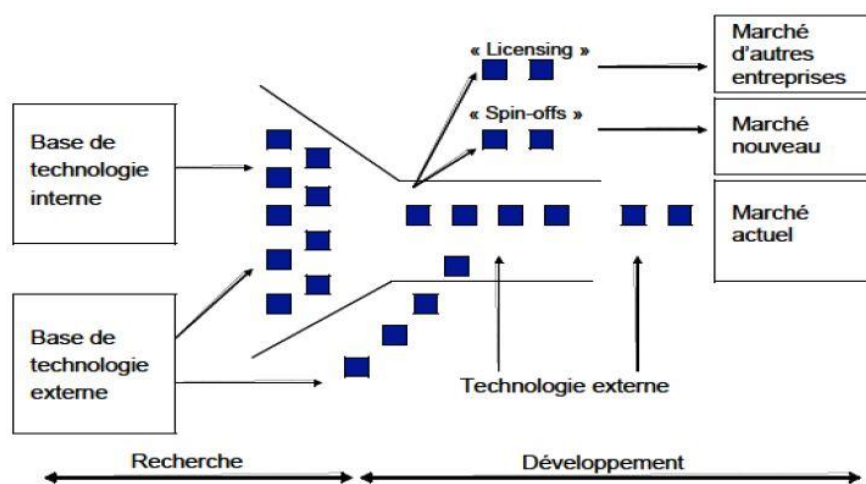 « Licensing »
Marché
d'autres
entreprises
« Spin-offs »
Marché
nouveau
Base de
technologie
interne
Marché
actuel
Base de
technologie
externe
Technologie externe
Recherche
Développement